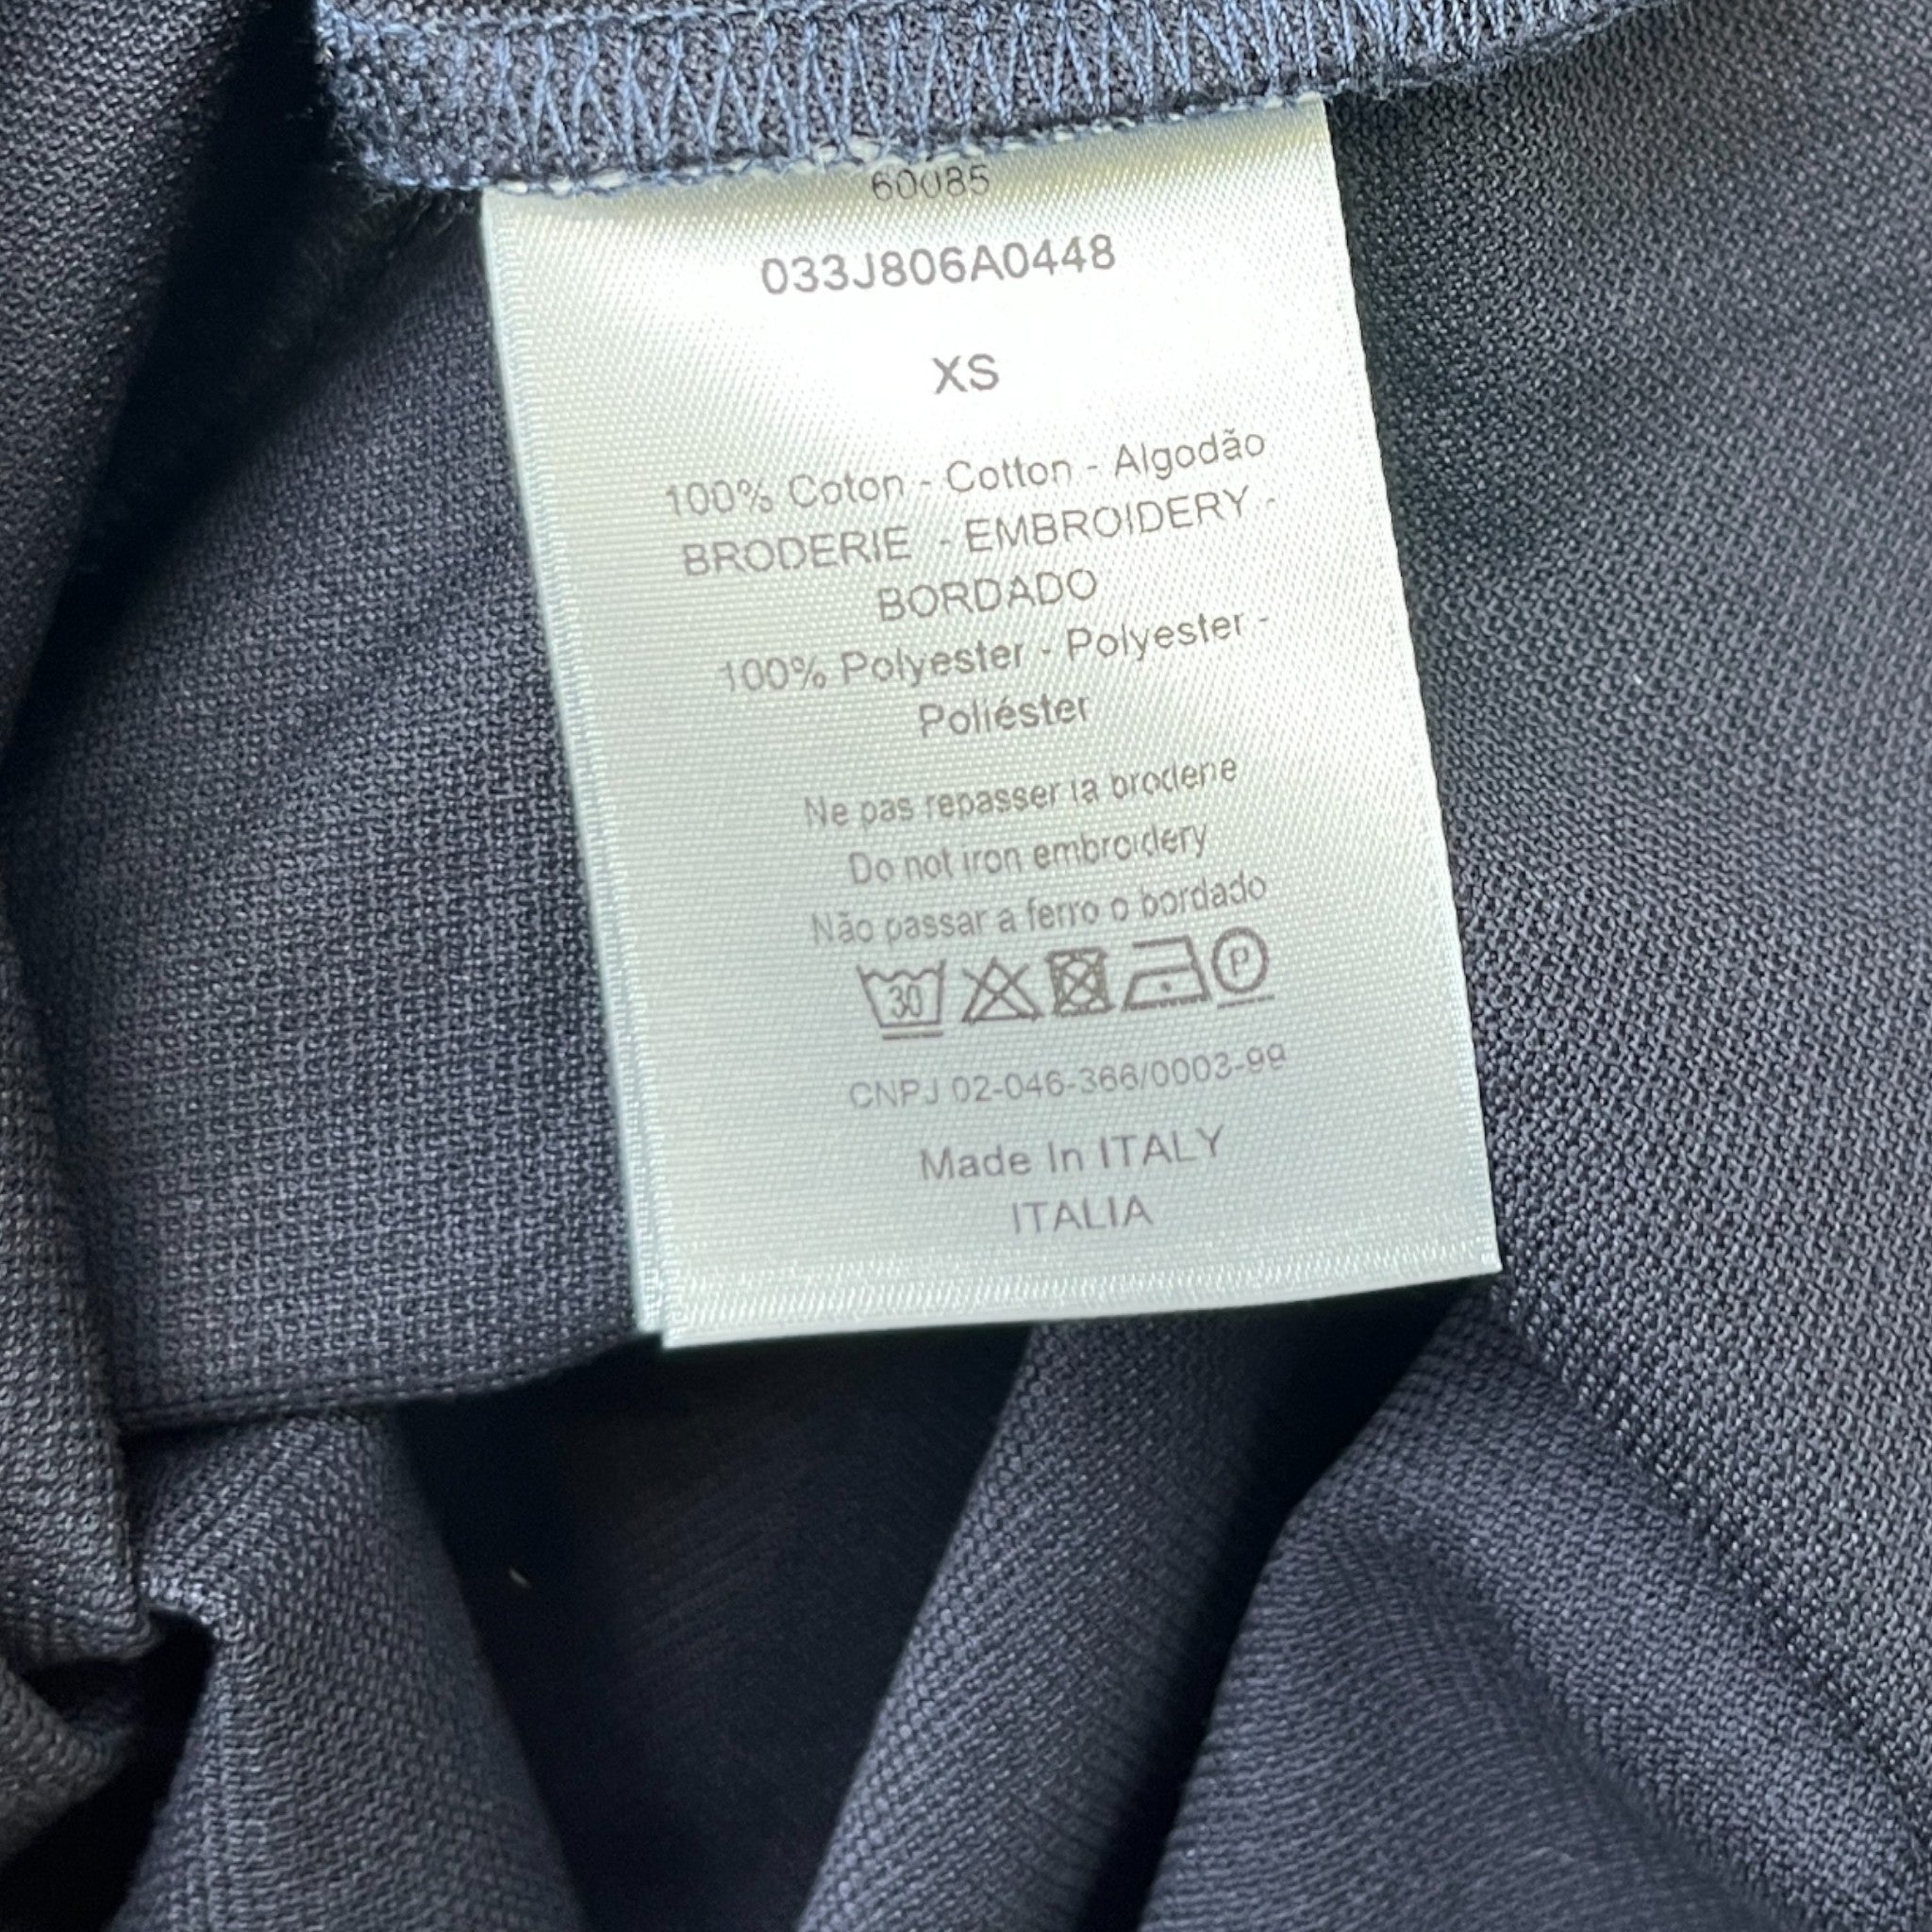 60085
033J806A0448
XS
100% Coton - Cotton - Algodão
BRODERIE - EMBROIDERY -
BORDADO
100% Polyester - Polyester -
Poliéster
Ne pas repasser la broderie
Do not iron embroidery
Não passar a ferro o bordado
30 P
CNPJ 02-046-366/0003-99
Made In ITALY
ITALIA